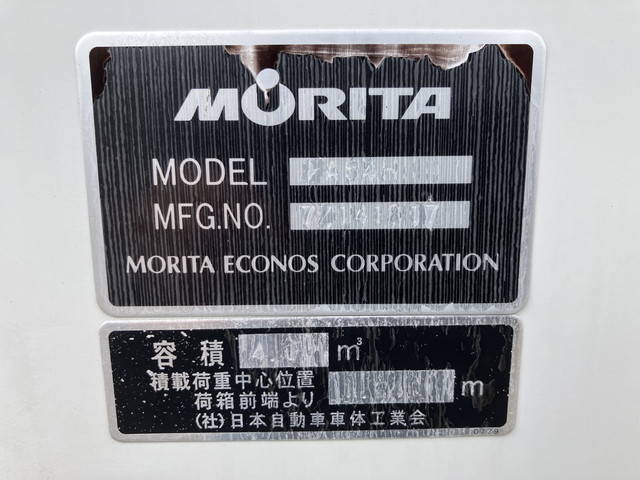 MORITA
MODEL
MFG.NO.
MORITA ECONOS CORPORATION
容積 m³
積載荷重中心位置
荷箱前端より m
(社)日本自動車車体工業会